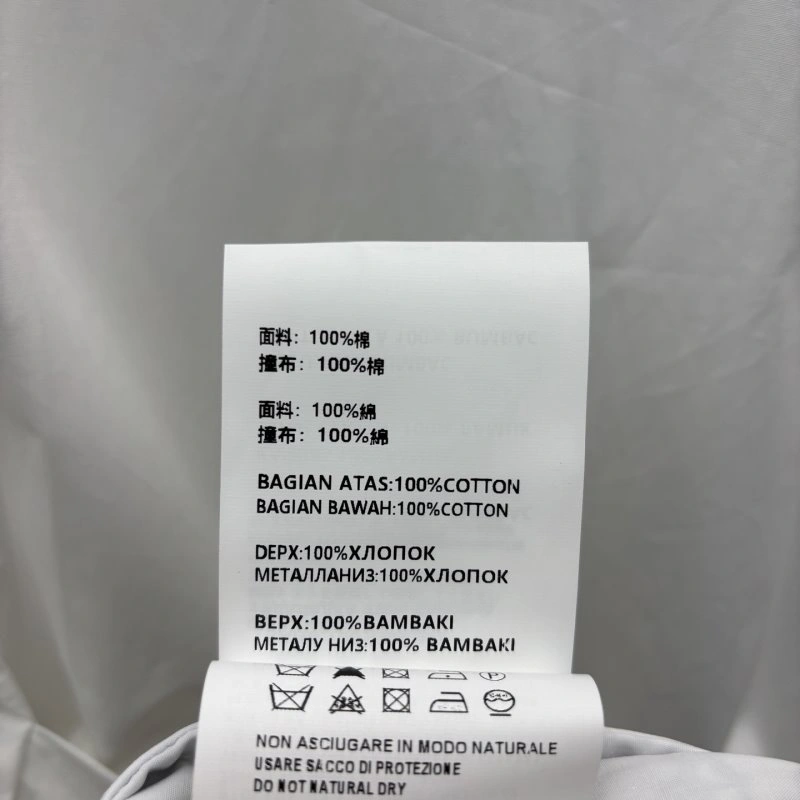 面料：100%棉
撞布：100%棉
面料：100%綿
撞布：100%綿
BAGIAN ATAS:100%COTTON
BAGIAN BAWAH:100%COTTON
DEPX:100%ХЛОПОК
МЕТАЛЛАНИЗ:100%ХЛОПОК
ВЕРХ:100%BAMBAKI
МЕТАЛУ НИЗ:100% BAMBAKI
NON ASCIUGARE IN MODO NATURALE
USARE SACCO DI PROTEZIONE
DO NOT NATURAL DRY